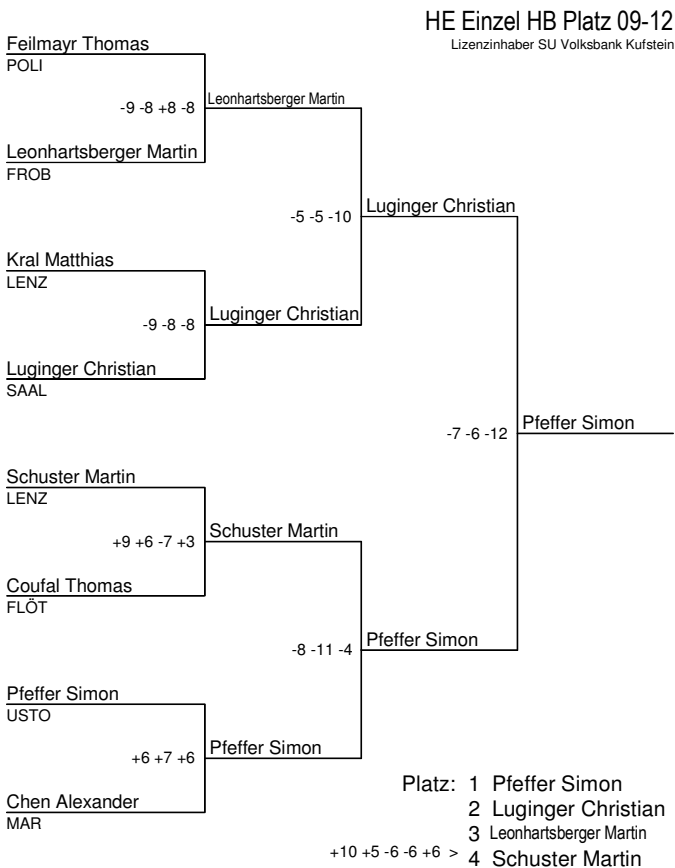 HE Einzel HB Platz 09-12
Lizenzinhaber SU Volksbank Kufstein
Feilmayr Thomas
POLI
-9 -8 +8 -8
Leonhartsberger Martin
Leonhartsberger Martin
FROB
-5 -5 -10
Luginger Christian
Kral Matthias
LENZ
-9 -8 -8
Luginger Christian
Luginger Christian
SAAL
-7 -6 -12
Pfeffer Simon
Schuster Martin
LENZ
+9 +6 -7 +3
Schuster Martin
Coufal Thomas
FLÖT
-8 -11 -4
Pfeffer Simon
Pfeffer Simon
USTO
+6 +7 +6
Pfeffer Simon
Chen Alexander
MAR
Platz: 1 Pfeffer Simon
2 Luginger Christian
3 Leonhartsberger Martin
+10 +5 -6 -6 +6 > 4 Schuster Martin